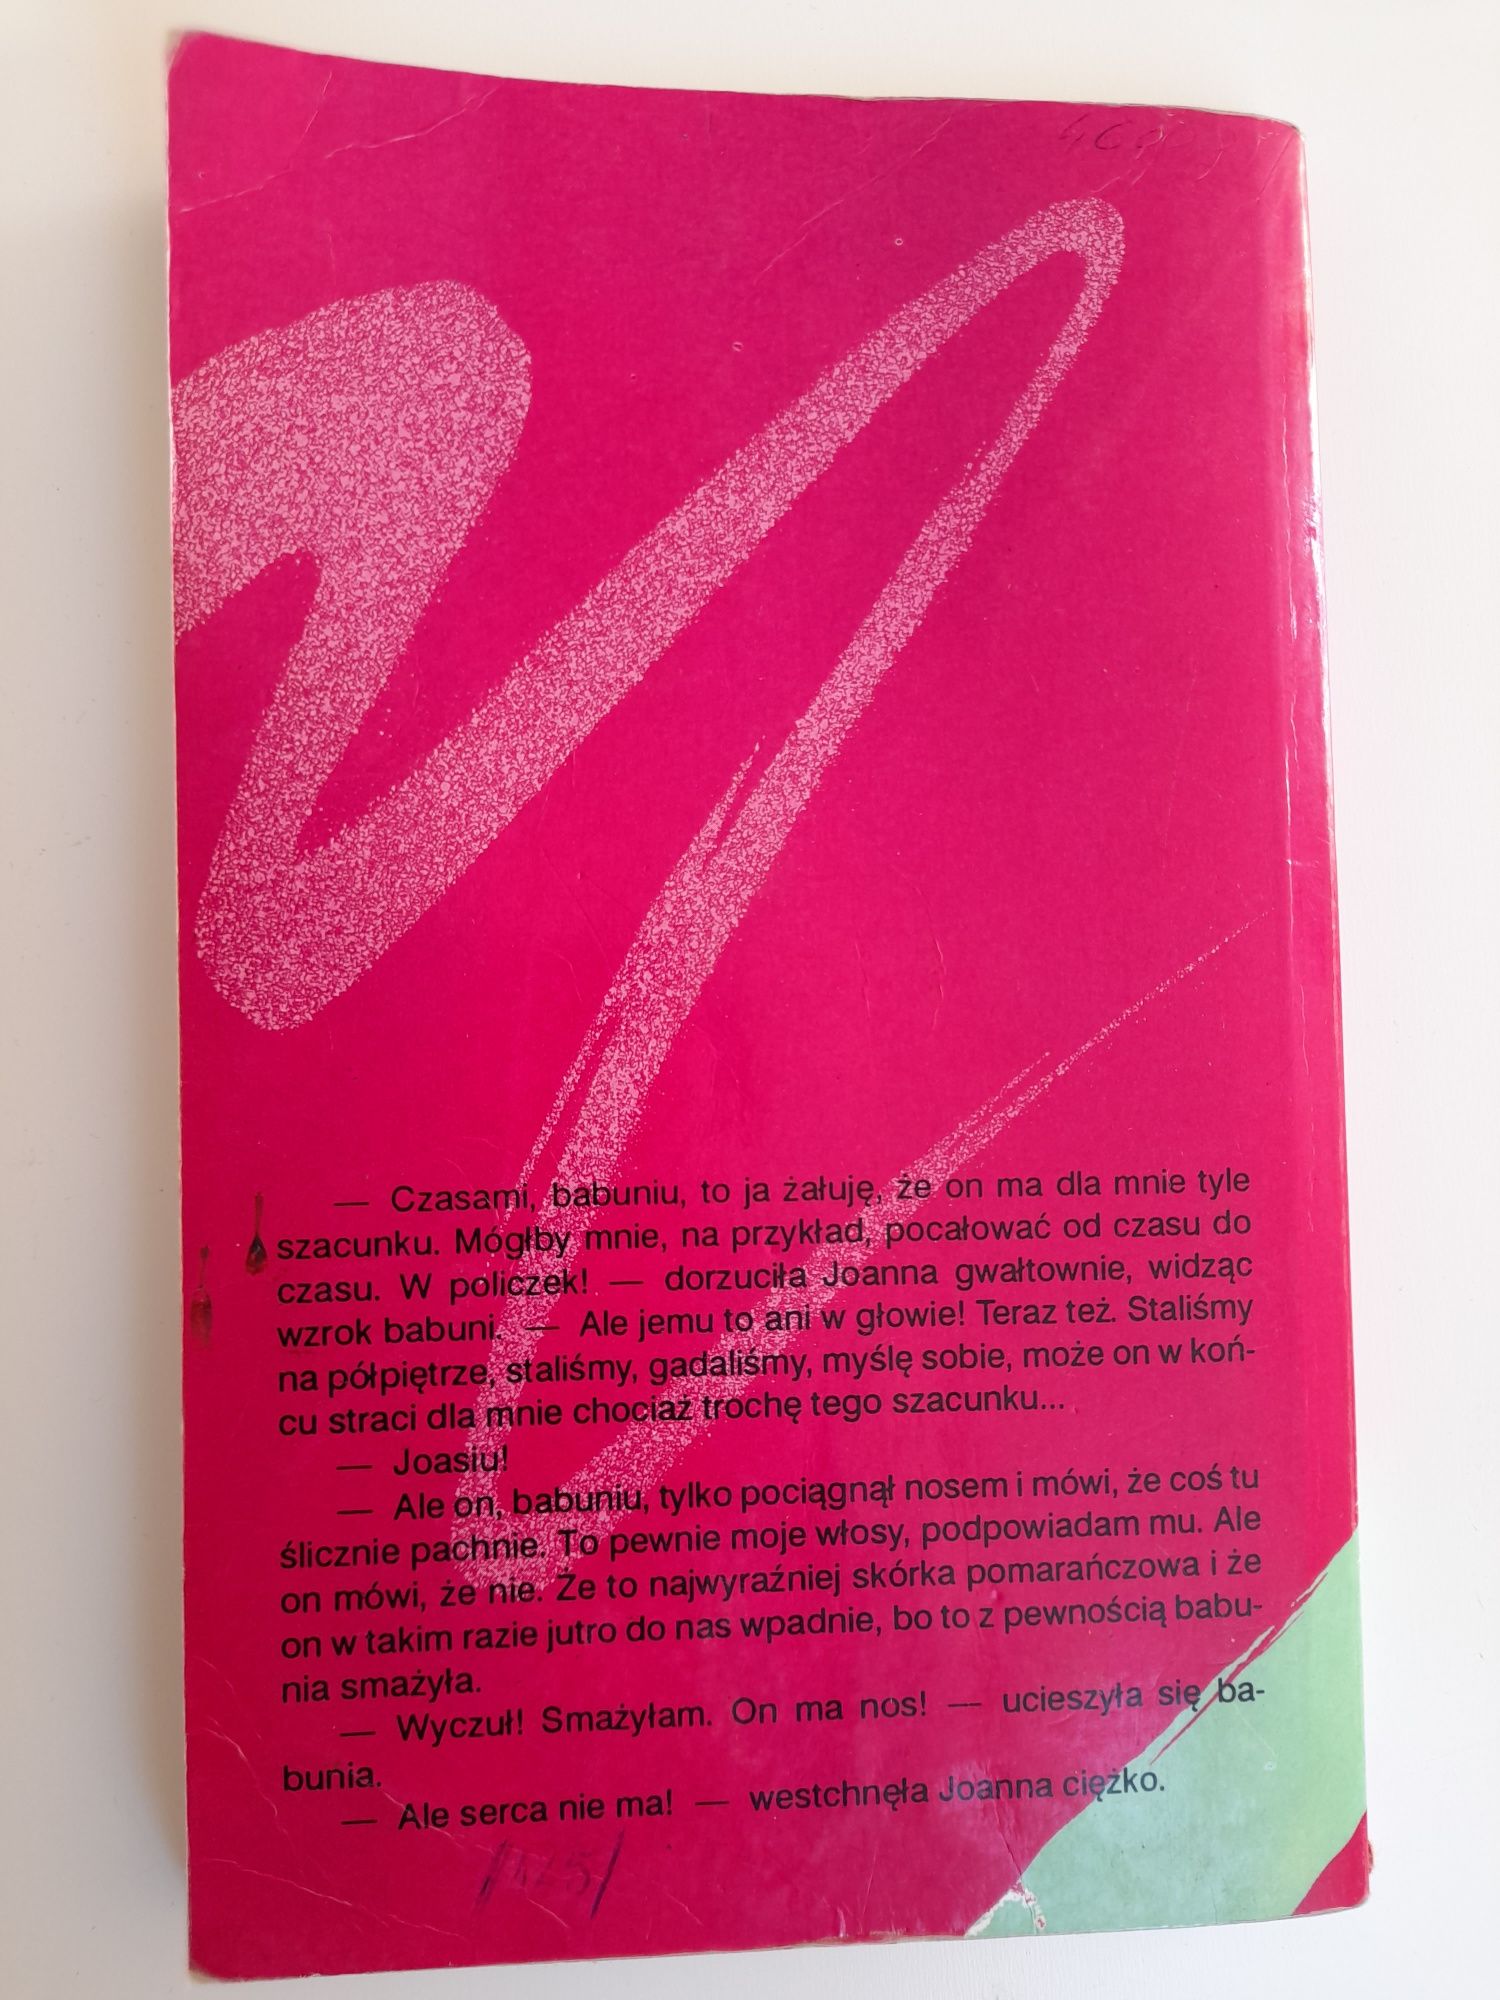 — Czasami, babuniu, to ja żałuję, że on ma dla mnie tyle
szacunku. Mógłby mnie, na przykład, pocałować od czasu do
czasu. W policzek! — dorzuciła Joanna gwałtownie, widząc
wzrok babuni. — Ale jemu to ani w głowie! Teraz też. Staliśmy
na półpiętrze, staliśmy, gadaliśmy, myślę sobie, może on w koń-
cu straci dla mnie chociaż trochę tego szacunku...
— Joasiu!
— Ale on, babuniu, tylko pociągnął nosem i mówi, że coś tu
ślicznie pachnie. To pewnie moje włosy, podpowiadam mu. Ale
on mówi, że nie. Że to najwyraźniej skórka pomarańczowa i że
on w takim razie jutro do nas wpadnie, bo to z pewnością babu-
nia smażyła.
— Wyczuł! Smażyłam. On ma nos! — ucieszyła się ba-
bunia.
— Ale serca nie ma! — westchnęła Joanna ciężko.